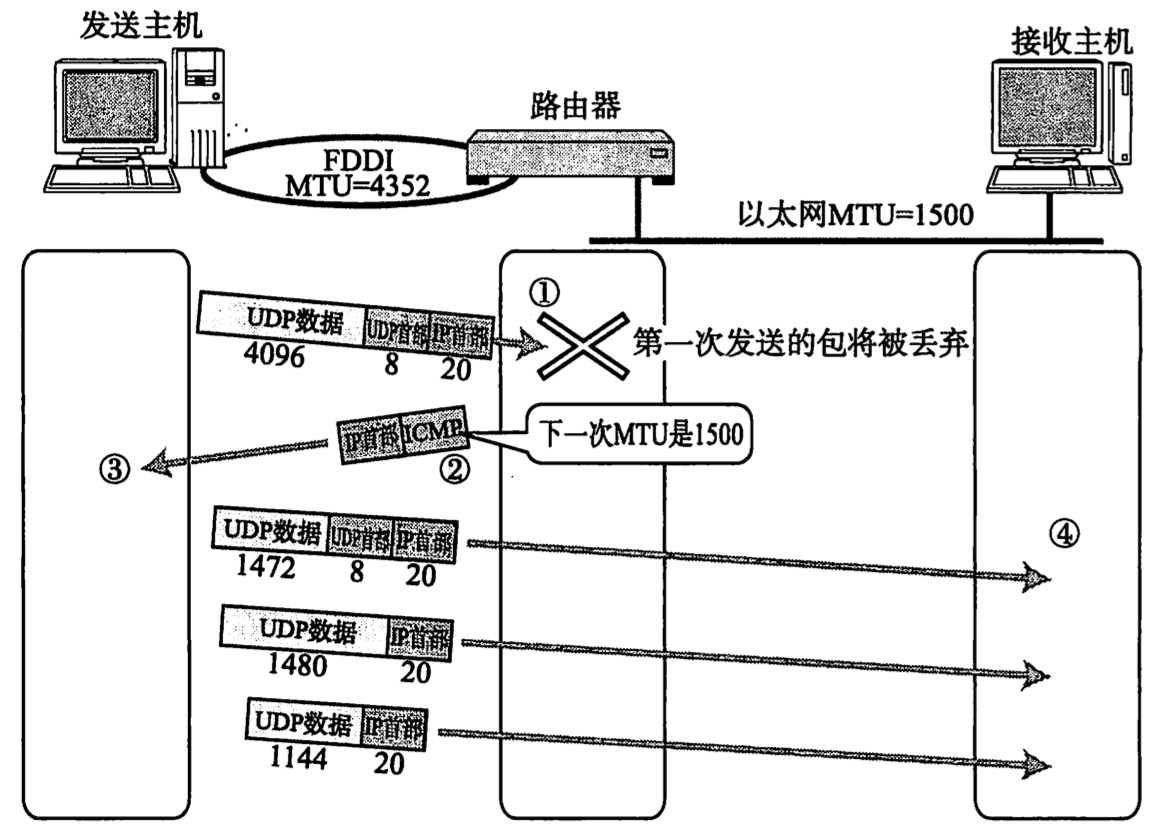 发送主机
接收主机
路由器
FDDI
MTU=4352
以太网MTU=1500
①
UDP数据 UDP首部 IP首部
4096 8 20
第一次发送的包将被丢弃
IP首部 ICMP
下一次MTU是1500
②
③
UDP数据 UDP首部 IP首部
1472 8 20
④
UDP数据 IP首部
1480 20
UDP数据 IP首部
1144 20